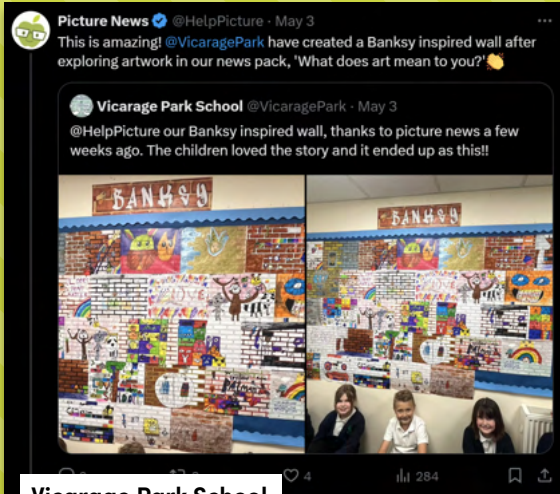 Picture News @HelpPicture · May 3
This is amazing! @VicaragePark have created a Banksy inspired wall after
exploring artwork in our news pack, 'What does art mean to you?'👏
Vicarage Park School @VicaragePark · May 3
@HelpPicture our Banksy inspired wall, thanks to picture news a few
weeks ago. The children loved the story and it ended up as this!!
BANKSY
BANKSY
4
284
Vicarage Park School